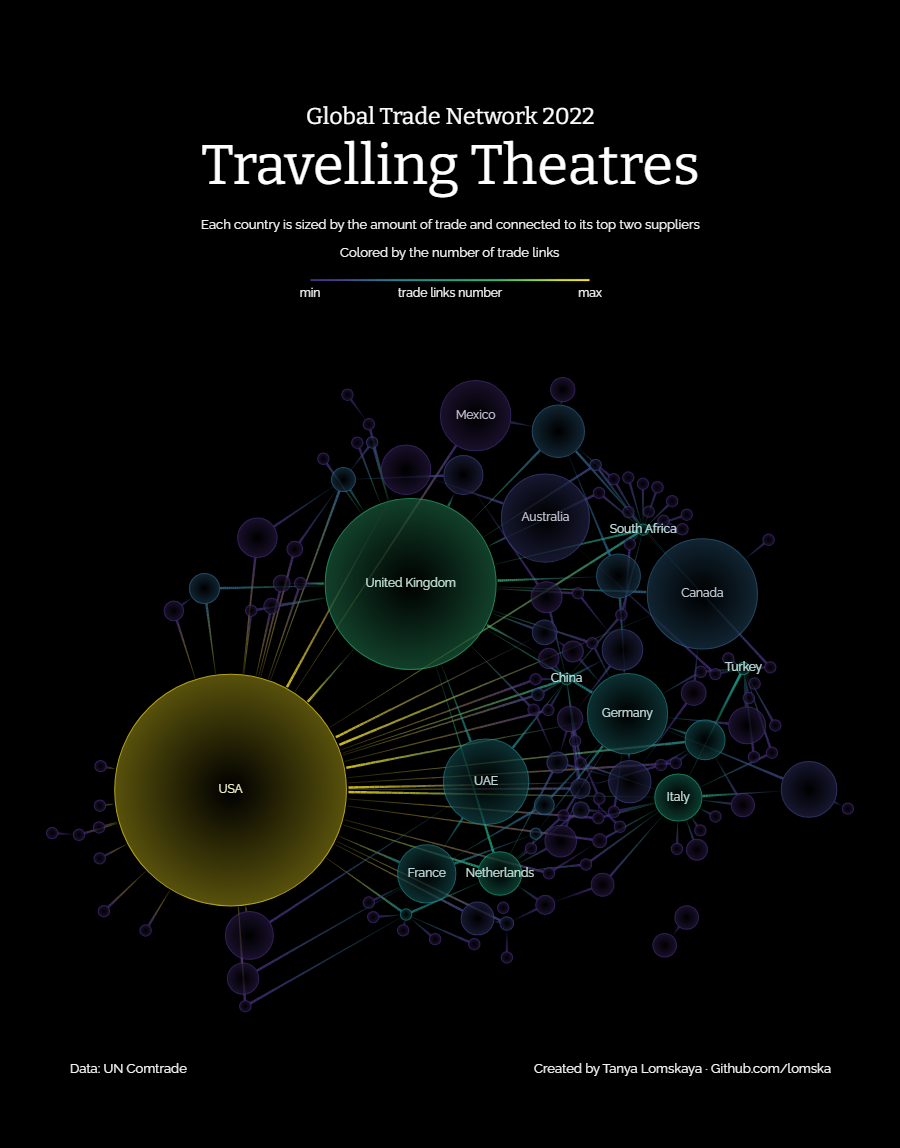 Global Trade Network 2022
Travelling Theatres
Each country is sized by the amount of trade and connected to its top two suppliers
Colored by the number of trade links
min trade links number max
Mexico
Australia
South Africa
United Kingdom
Canada
Turkey
China
Germany
USA
UAE
Italy
France
Netherlands
Data: UN Comtrade
Created by Tanya Lomskaya · Github.com/lomska